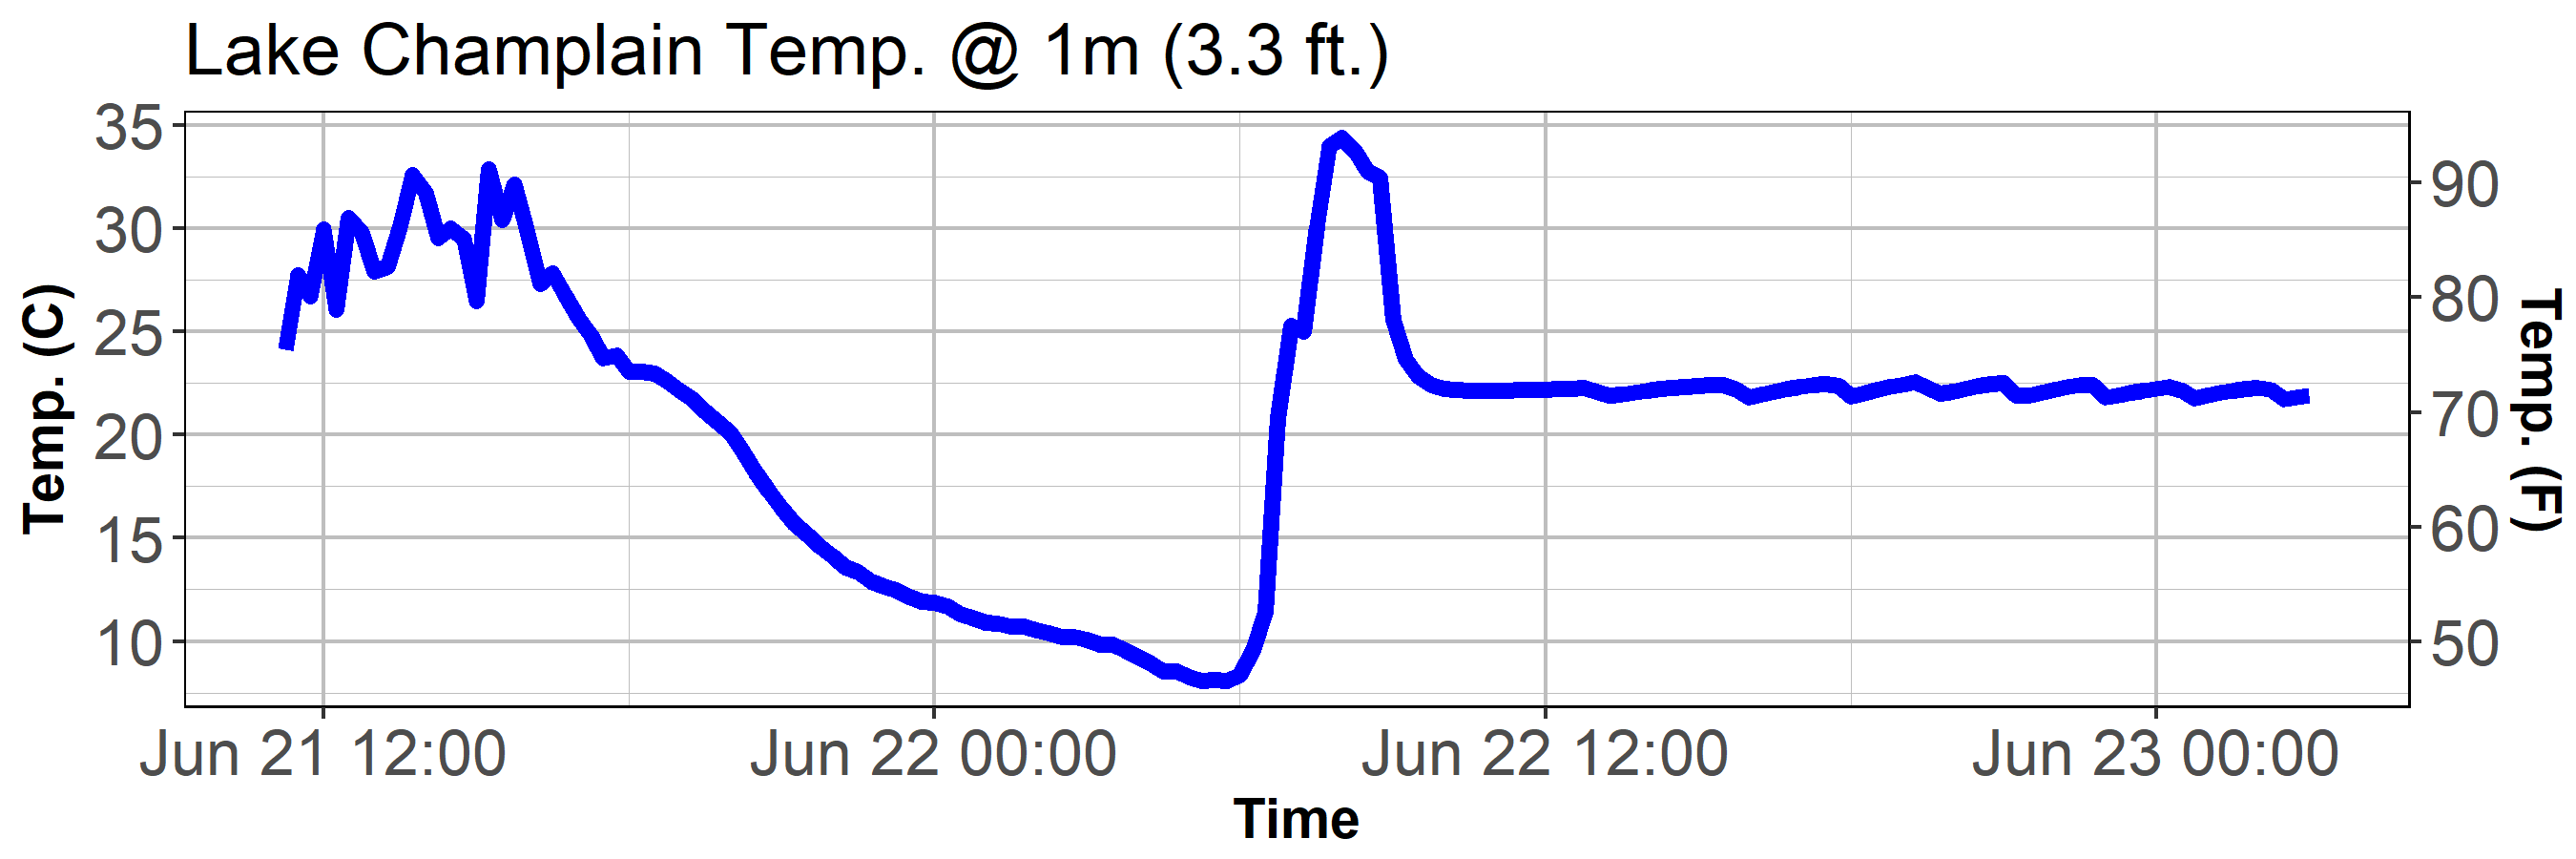 Lake Champlain Temp. @ 1m (3.3 ft.)
Temp. (C)
35
30
25
20
15
10
90
80
70
60
50
Temp. (F)
Jun 21 12:00
Jun 22 00:00
Jun 22 12:00
Jun 23 00:00
Time